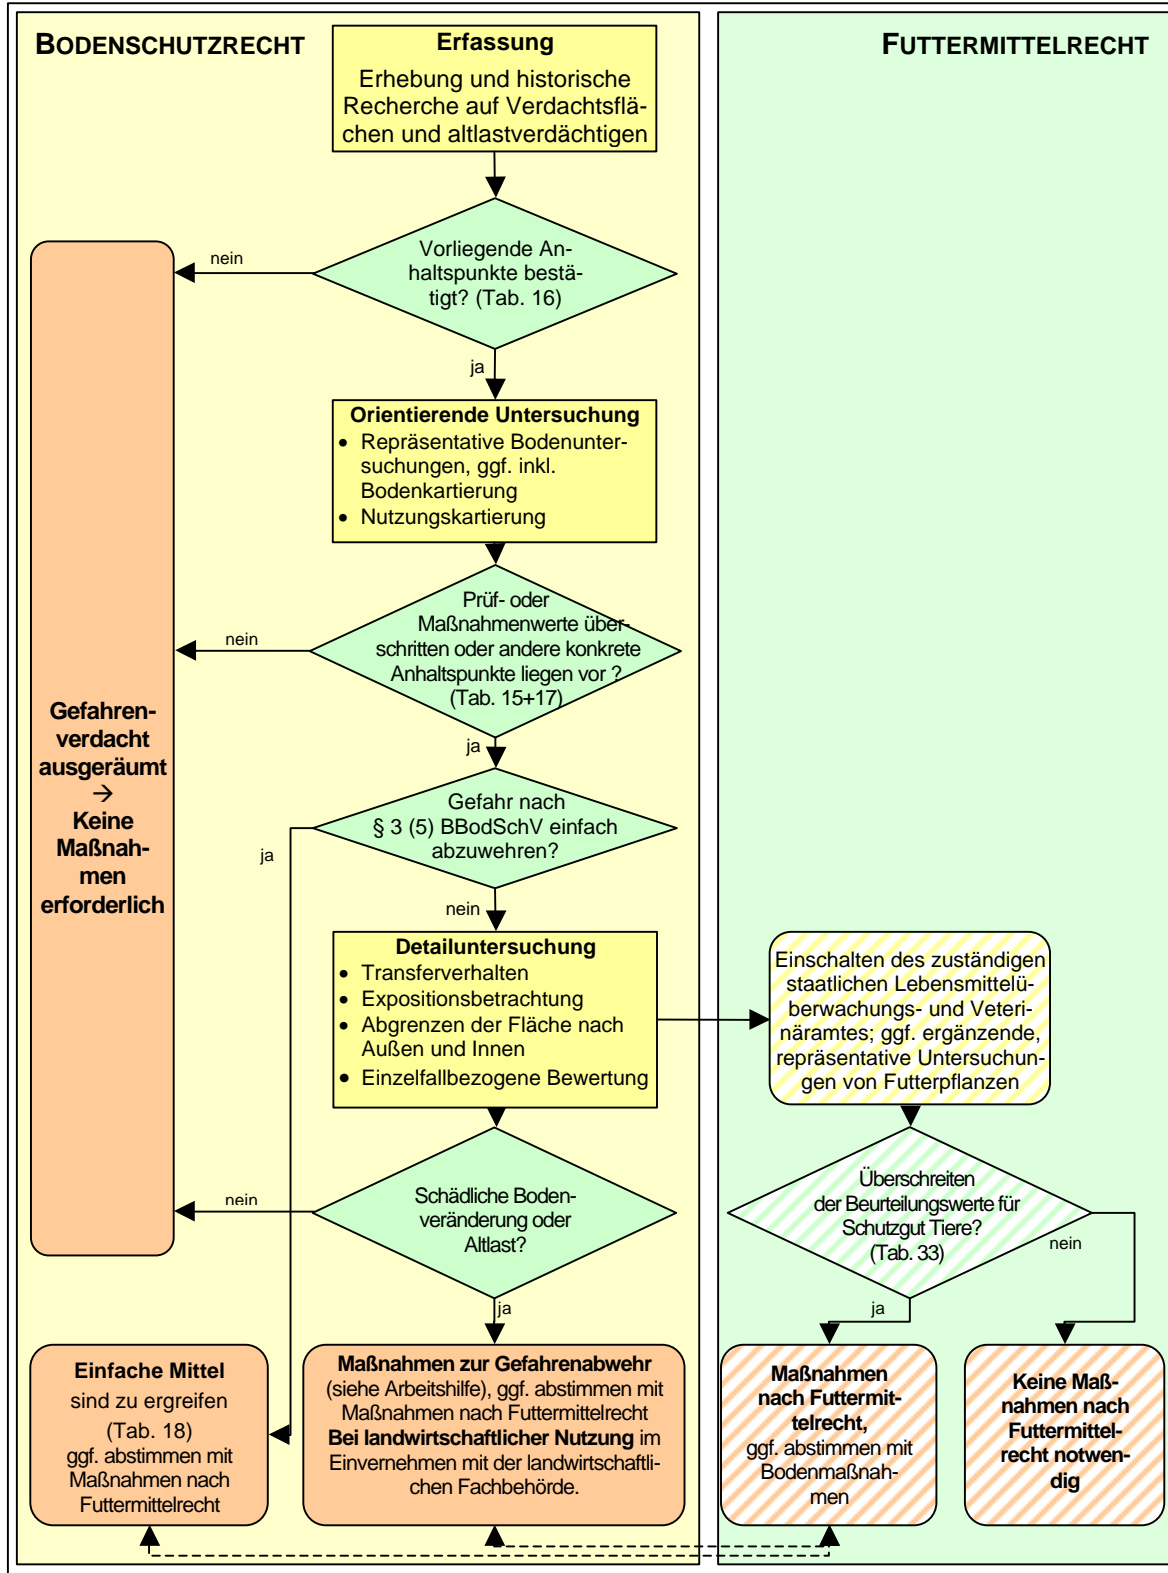 BODENSCHUTZRECHT
FUTTERMITTELRECHT
Erfassung
Erhebung und historische
Recherche auf Verdachtsflä-
chen und altlastverdächtigen
Vorliegende An-
haltspunkte bestä-
tigt? (Tab. 16)
nein
ja
Orientierende Untersuchung
• Repräsentative Bodenunter-
suchungen, ggf. inkl.
Bodenkartierung
• Nutzungskartierung
Prüf- oder
Maßnahmenwerte über-
schritten oder andere konkrete
Anhaltspunkte liegen vor ?
(Tab. 15+17)
nein
ja
Gefahren-
verdacht
ausgeräumt
→
Keine
Maßnah-
men
erforderlich
Gefahr nach
§ 3 (5) BBodSchV einfach
abzuwehren?
ja
nein
Detailuntersuchung
• Transferverhalten
• Expositionsbetrachtung
• Abgrenzen der Fläche nach
Außen und Innen
• Einzelfallbezogene Bewertung
Einschalten des zuständigen
staatlichen Lebensmittelü-
berwachungs- und Veteri-
näramtes; ggf. ergänzende,
repräsentative Untersuchun-
gen von Futterpflanzen
Schädliche Boden-
veränderung oder
Altlast?
nein
ja
Überschreiten
der Beurteilungswerte für
Schutzgut Tiere?
(Tab. 33)
nein
ja
Einfache Mittel
sind zu ergreifen
(Tab. 18)
ggf. abstimmen mit
Maßnahmen nach
Futtermittelrecht
Maßnahmen zur Gefahrenabwehr
(siehe Arbeitshilfe), ggf. abstimmen mit
Maßnahmen nach Futtermittelrecht
Bei landwirtschaftlicher Nutzung im
Einvernehmen mit der landwirtschaftli-
chen Fachbehörde.
Maßnahmen
nach Futtermit-
telrecht,
ggf. abstimmen mit
Bodenmaßnah-
men
Keine Maß-
nahmen nach
Futtermittel-
recht notwen-
dig